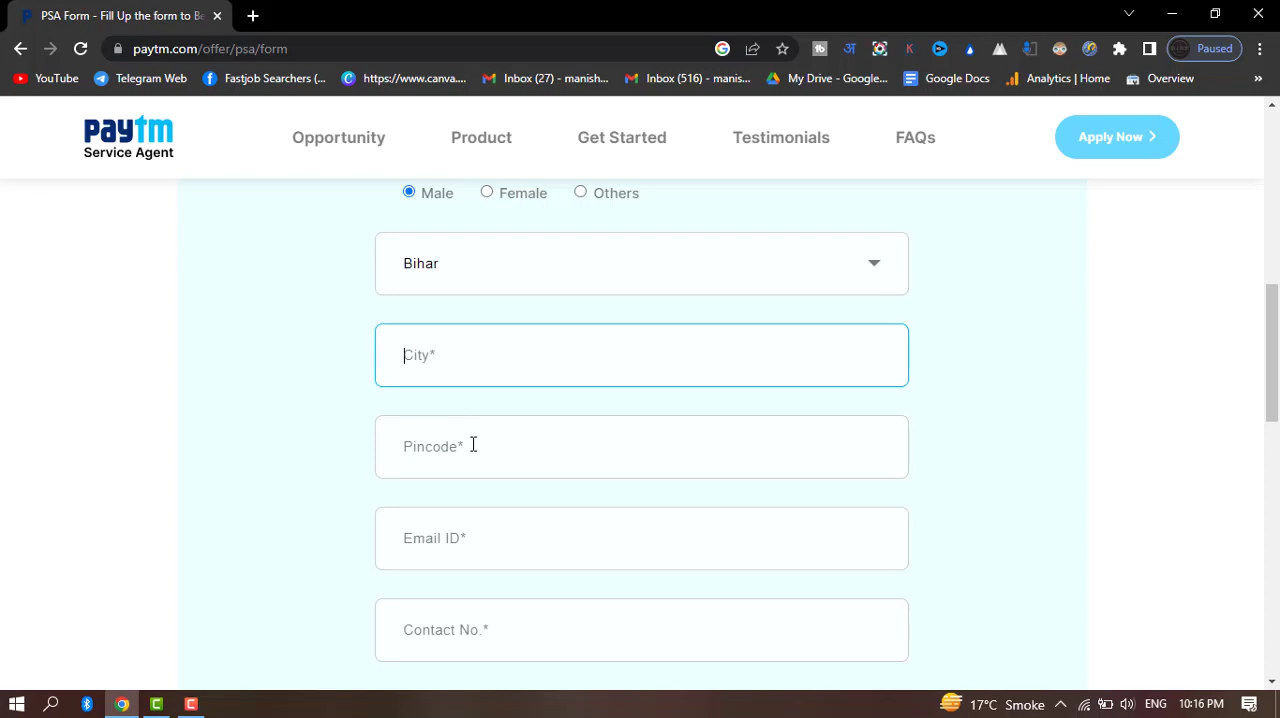 PSA Form - Fill Up the form to Be
paytm.com/offer/psa/form
Paused
YouTube
Telegram Web
Fastjob Searchers (...
https://www.canva...
Inbox (27) - manish...
Inbox (516) - manis...
My Drive - Google...
Google Docs
Analytics | Home
Overview
»
paytm
Service Agent
Opportunity
Product
Get Started
Testimonials
FAQs
Apply Now
Male
Female
Others
Bihar
City*
Pincode*
Email ID*
Contact No.*
17°C Smoke
ENG
10:16 PM